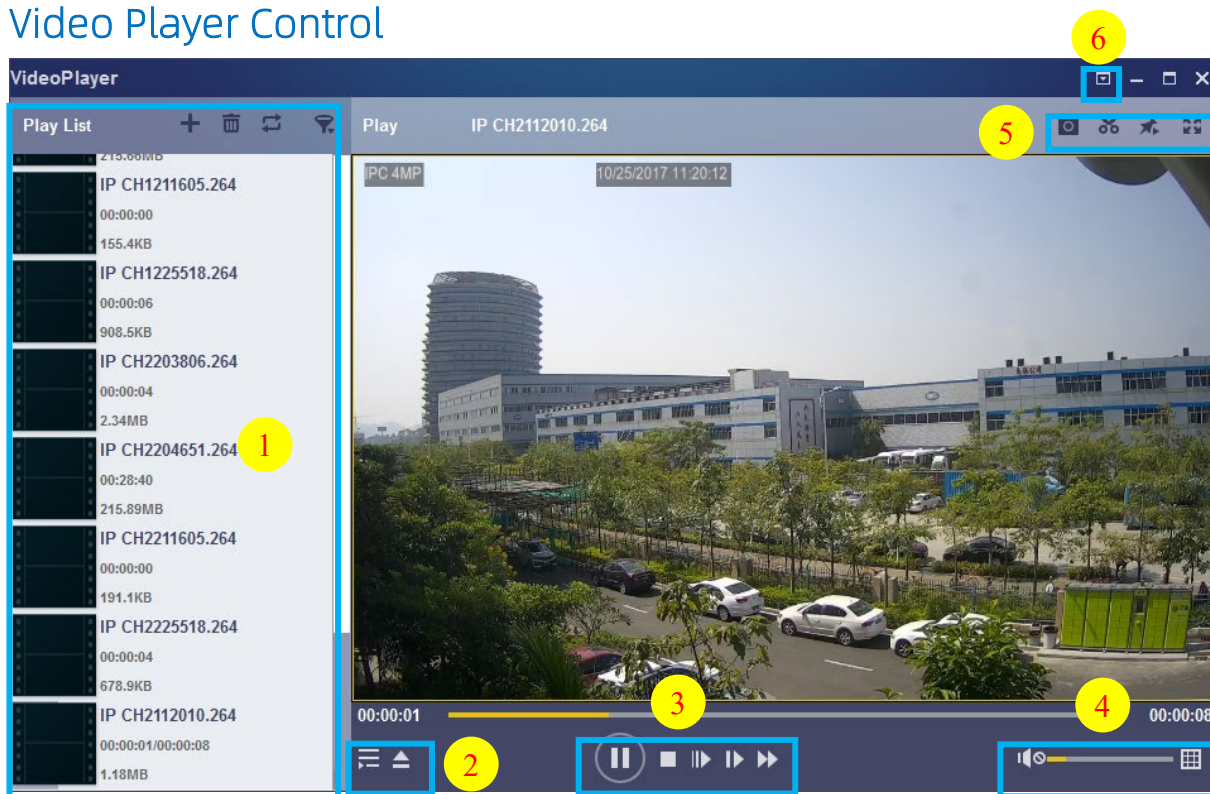 Video Player Control
6
VideoPlayer
Play List
Play IP CH2112010.264
5
215.66MB
IP CH1211605.264
00:00:00
155.4KB
IP CH1225518.264
00:00:06
908.5KB
IP CH2203806.264
00:00:04
2.34MB
IP CH2204651.264
00:28:40
215.89MB
IP CH2211605.264
00:00:00
191.1KB
IP CH2225518.264
00:00:04
678.9KB
IP CH2112010.264
00:00:01/00:00:08
1.18MB
1
IPC 4MP
10/25/2017 11:20:12
00:00:01
3
4
00:00:08
2